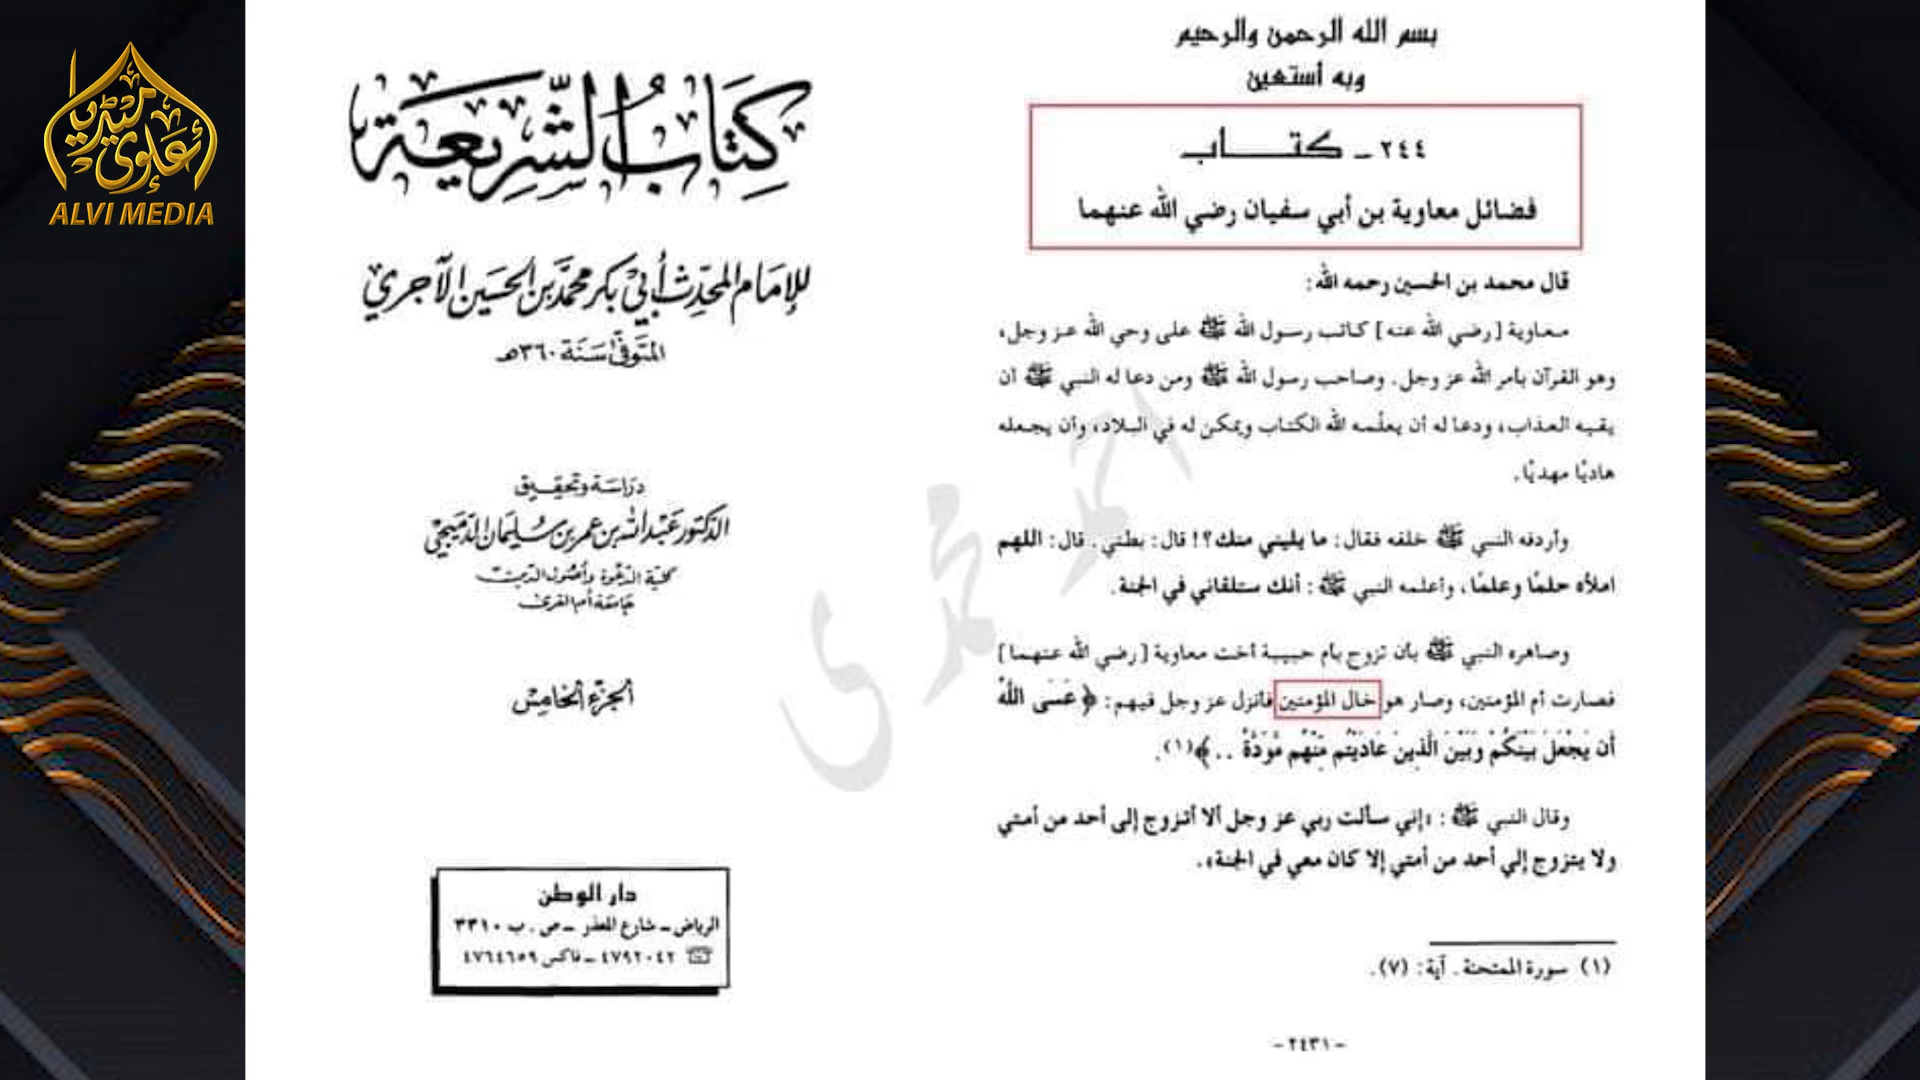 علوی میڈیا
ALVI MEDIA
كتاب الشريعة
للإمام المحدث أبي بكر محمد بن الحسين الآجري
المتوفى سنة ٣٦٠هـ
دراسة وتحقيق
الدكتور عبد الله بن عمر بن سليمان الدميجي
كلية الدعوة وأصول الدين
جامعة أم القرى
الجزء الخامس
دار الوطن
الرياض ـ شارع المعذر ـ ص . ب ٣٣١٠
☏ ٤٧٩٢٠٤٢ ـ فاكس ٤٧٦٤٦٥٩
بسم الله الرحمن والرحيم
وبه أستعين
٢٤٤ ـ كتــــاب
فضائل معاوية بن أبي سفيان رضي الله عنهما
قال محمد بن الحسين رحمه الله:
معاوية [رضي الله عنه] كاتب رسول الله ﷺ على وحي الله عز وجل،
وهو القرآن بأمر الله عز وجل. وصاحب رسول الله ﷺ ومن دعا له النبي ﷺ أن
يقيه العذاب، ودعا له أن يعلّمه الله الكتاب ويمكن له في البلاد، وأن يجعله
هاديًا مهديًا.
وأردفه النبي ﷺ خلفه فقال: ما يليني منك؟! قال: بطني. قال: اللهم
املأه حلمًا وعلمًا، وأعلمه النبي ﷺ: أنك ستلقاني في الجنة.
وصاهره النبي ﷺ بأن تزوج بأم حبيبة أخت معاوية [رضي الله عنهما]
فصارت أم المؤمنين، وصار هو خال المؤمنين فأنزل عز وجل فيهم: ﴿عَسَى اللَّهُ
أَن يَجْعَلَ بَيْنَكُمْ وَبَيْنَ الَّذِينَ عَادَيْتُم مِّنْهُم مَّوَدَّةً ..﴾(١).
وقال النبي ﷺ: «إني سألت ربي عز وجل ألا أتزوج إلى أحد من أمتي
ولا يتزوج إلي أحد من أمتي إلا كان معي في الجنة».
(١) سورة الممتحنة . آية: (٧).
- ٢٤٣١ -
احمد محمدی